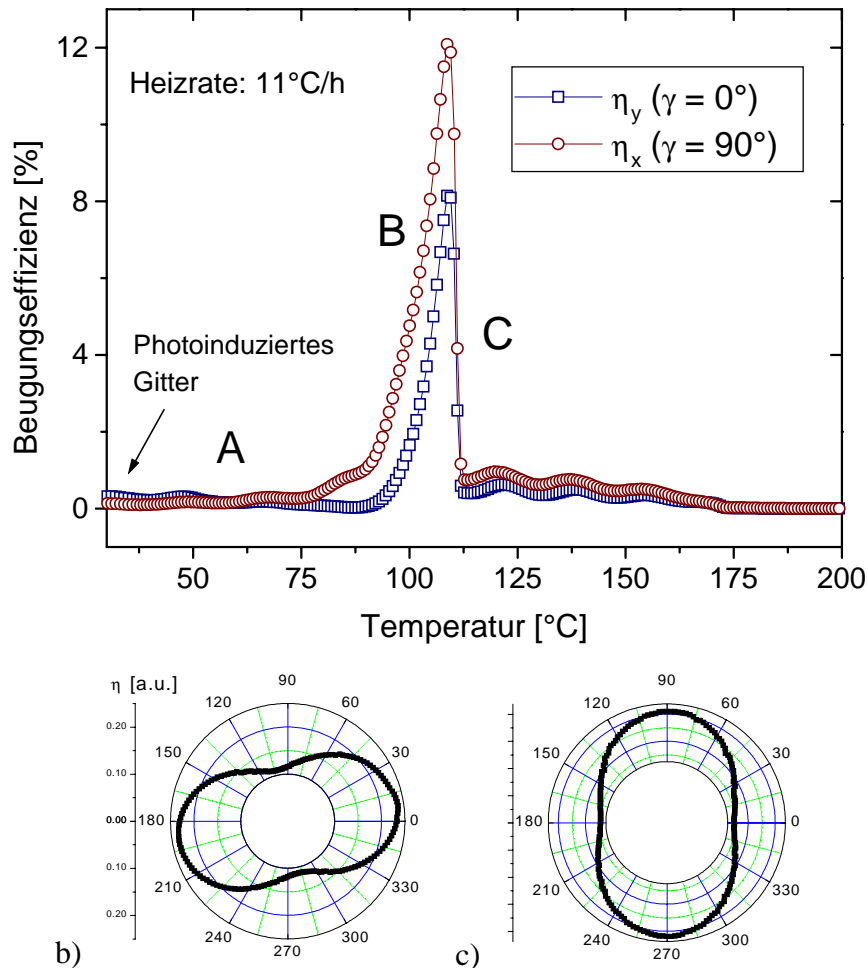 12
8
4
0
Beugungseffizienz [%]
Heizrate: 11°C/h
η_y (γ = 0°)
η_x (γ = 90°)
B
C
Photoinduziertes
Gitter
A
50 75 100 125 150 175 200
Temperatur [°C]
η [a.u.]
0.20
0.10
0.00
0.10
0.20
90
120 60
150 30
180 0
210 330
240 300
270
b)
90
120 60
150 30
180 0
210 330
240 300
270
c)